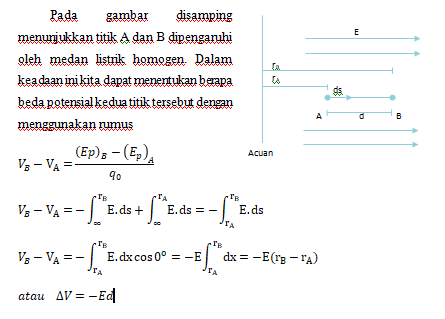 Pada gambar disamping
menunjukkan titik A dan B dipengaruhi
oleh medan listrik homogen. Dalam
keadaan ini kita dapat menentukan berapa
beda potensial kedua titik tersebut dengan
menggunakan rumus
V_B − V_A = ((Ep)_B − (E_p)_A) / q_0
V_B − V_A = −∫_∞^{r_B} E.ds + ∫_∞^{r_A} E.ds = −∫_{r_A}^{r_B} E.ds
V_B − V_A = −∫_{r_A}^{r_B} E.dx cos 0° = −E∫_{r_A}^{r_B} dx = −E(r_B − r_A)
atau ΔV = −Ed
E
ds
A d B
Acuan